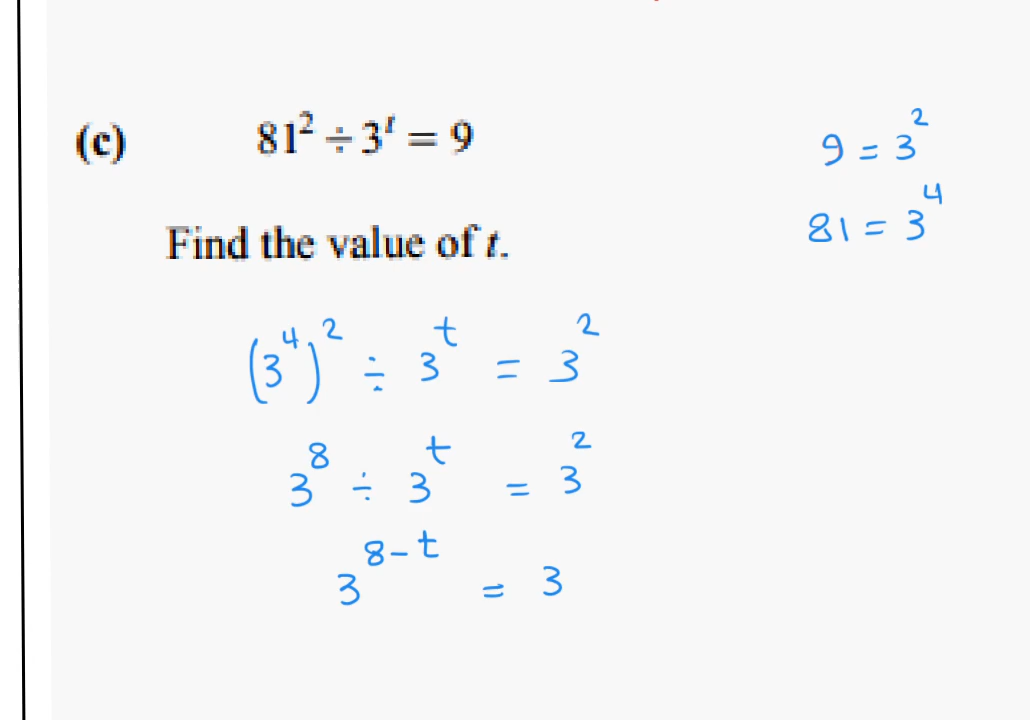 (c) 81² ÷ 3ᵗ = 9
9 = 3²
81 = 3⁴
Find the value of t.
(3⁴)² ÷ 3ᵗ = 3²
3⁸ ÷ 3ᵗ = 3²
3⁸⁻ᵗ = 3